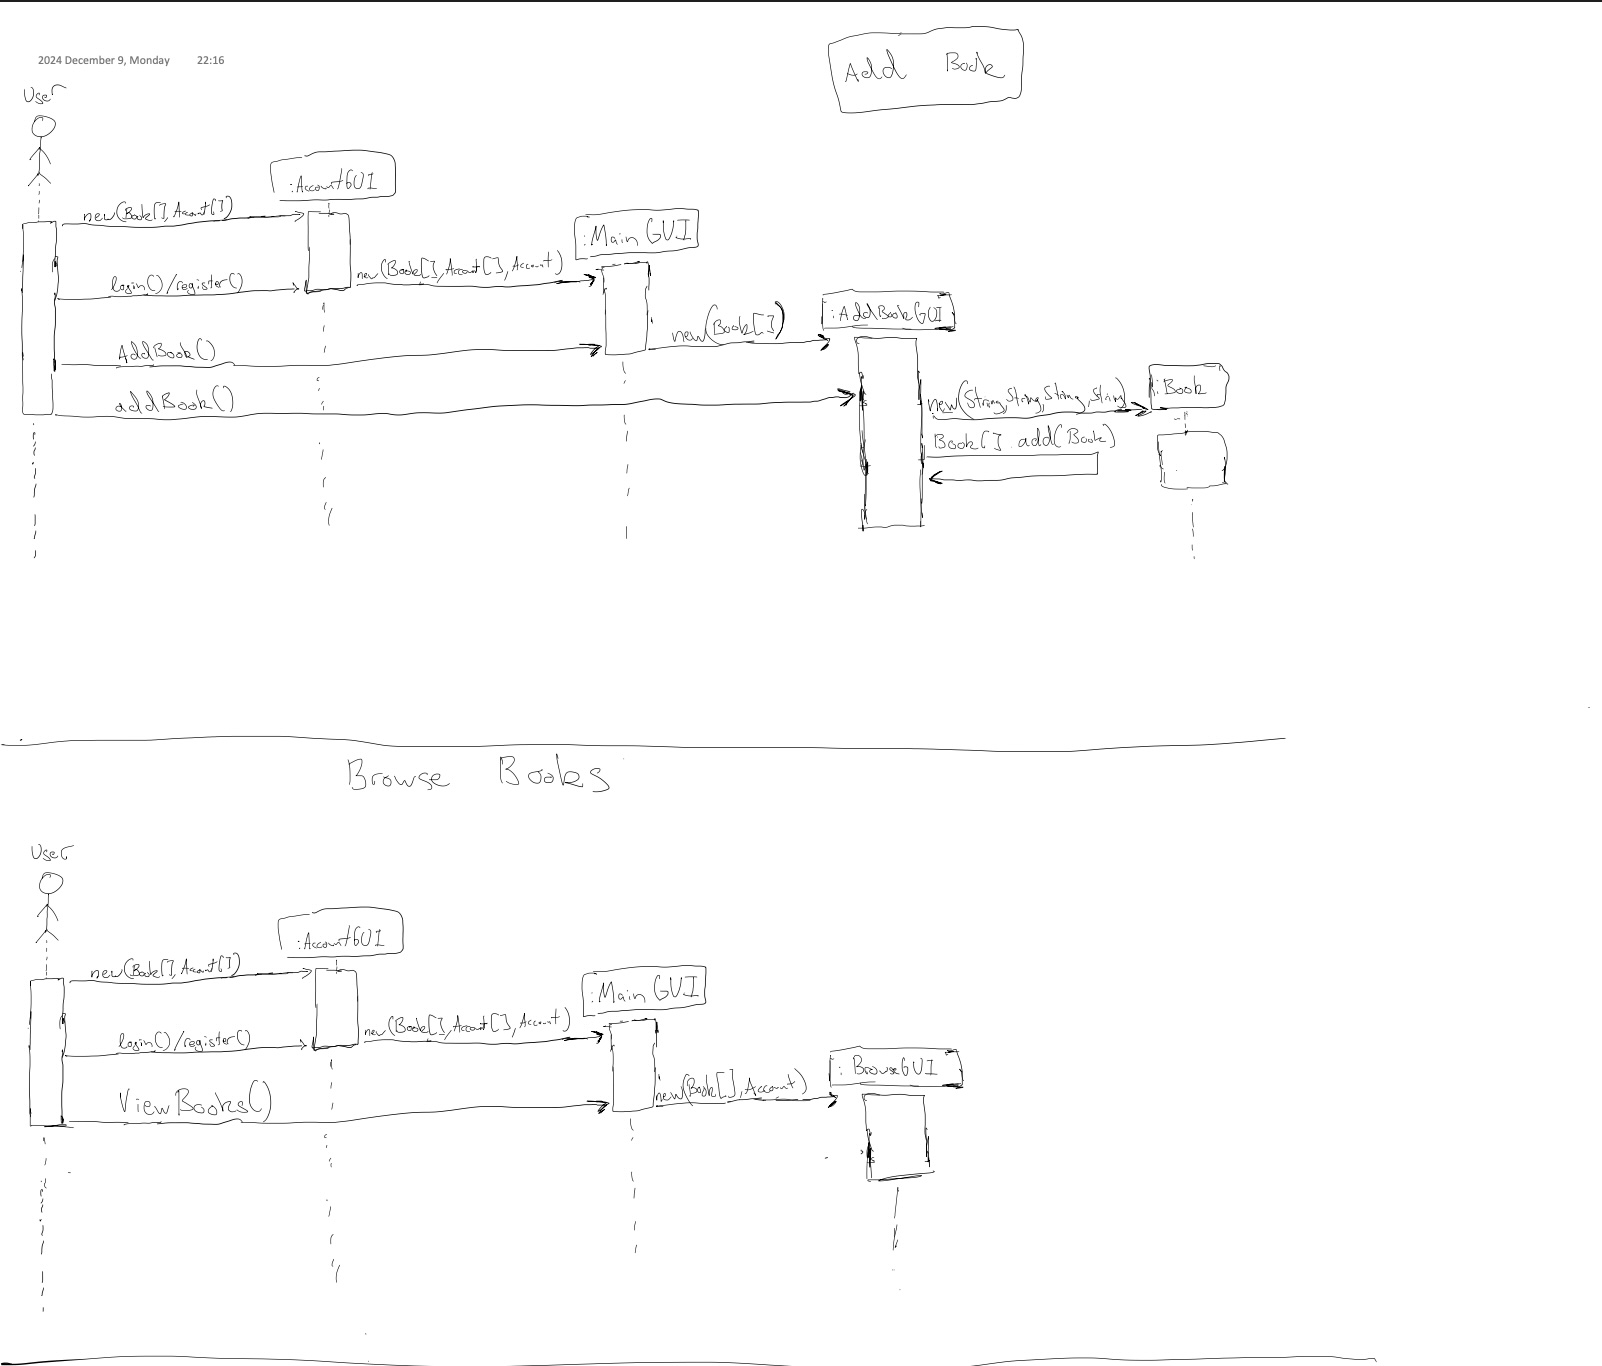 2024 December 9, Monday 22:16
Add Book
User
:AccountGUI
new(Book[], Account[])
:Main GUI
new(Book[], Account[], Account)
login()/register()
:AddBookGUI
new(Book[])
AddBook()
:Book
new(String, String, String, String)
addBook()
Book[].add(Book)
Browse Books
User
:AccountGUI
new(Book[], Account[])
:Main GUI
new(Book[], Account[], Account)
login()/register()
: BrowseGUI
new(Book[], Account)
ViewBooks()